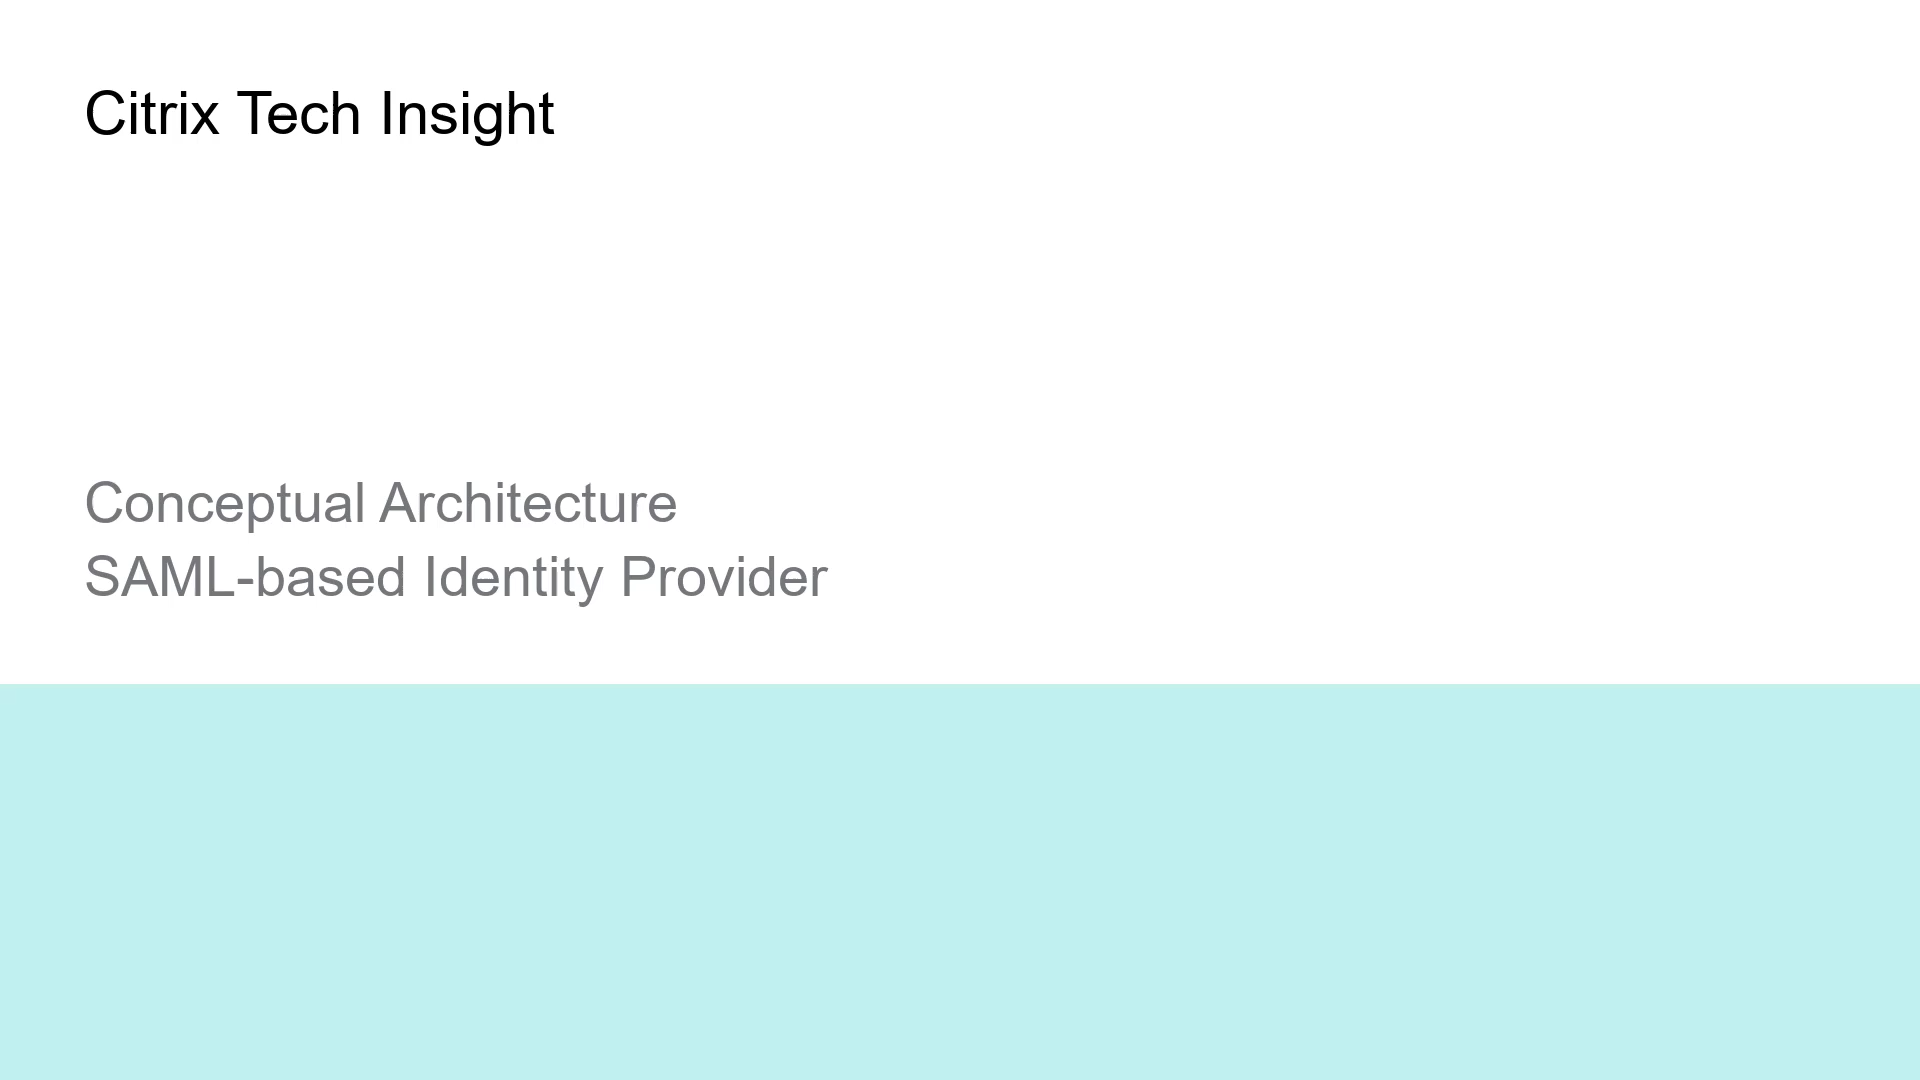 Citrix Tech Insight
Conceptual Architecture
SAML-based Identity Provider